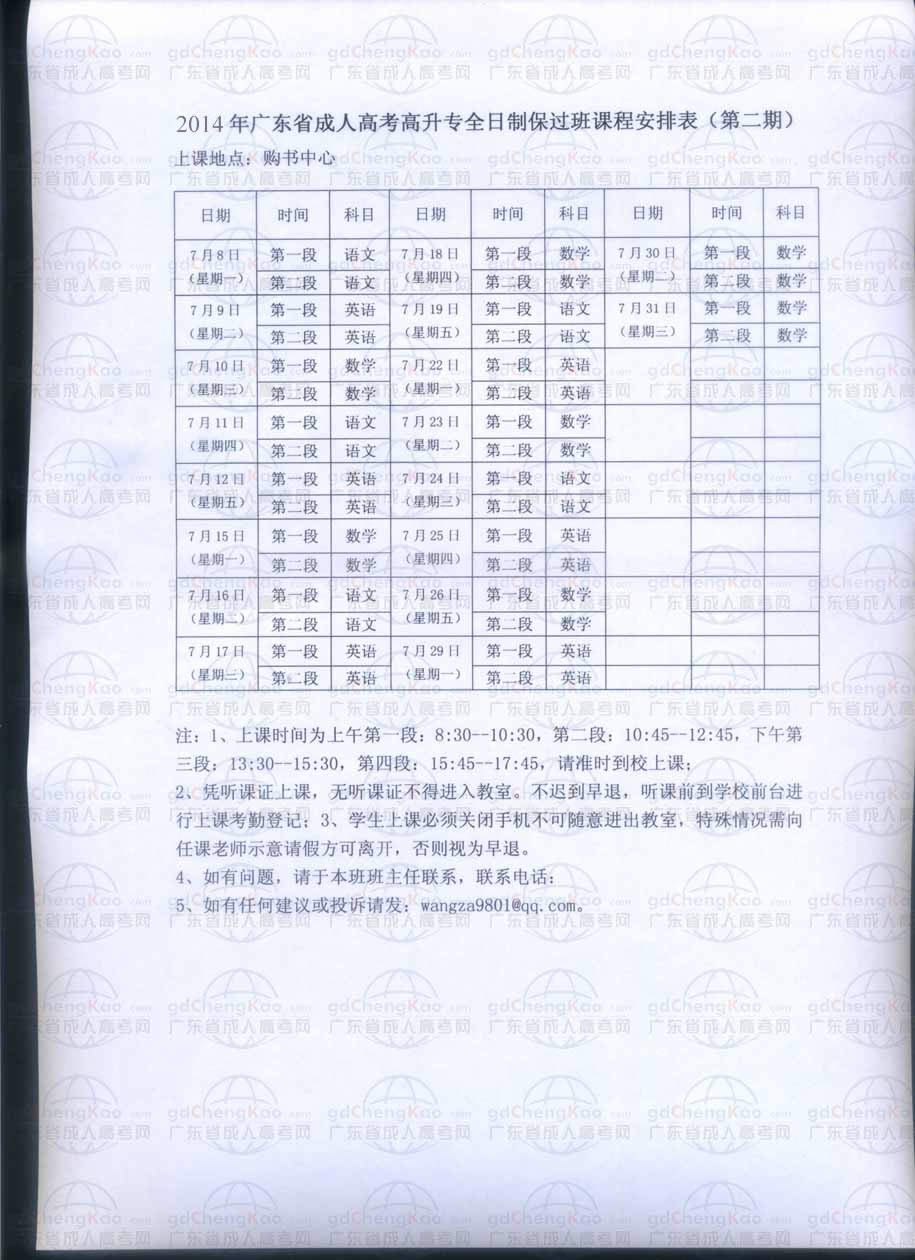 2014年广东省成人高考高升专全日制保过班课程安排表（第二期）
上课地点：购书中心
日期 时间 科目 日期 时间 科目 日期 时间 科目
7月8日 第一段 语文 7月18日 第一段 数学 7月30日 第一段 数学
（星期一） 第二段 语文 （星期四） 第二段 数学 （星期二） 第二段 数学
7月9日 第一段 英语 7月19日 第一段 语文 7月31日 第一段 数学
（星期二） 第二段 英语 （星期五） 第二段 语文 （星期三） 第二段 数学
7月10日 第一段 数学 7月22日 第一段 英语
（星期三） 第二段 数学 （星期一） 第二段 英语
7月11日 第一段 语文 7月23日 第一段 数学
（星期四） 第二段 语文 （星期二） 第二段 数学
7月12日 第一段 英语 7月24日 第一段 语文
（星期五） 第二段 英语 （星期三） 第二段 语文
7月15日 第一段 数学 7月25日 第一段 英语
（星期一） 第二段 数学 （星期四） 第二段 英语
7月16日 第一段 语文 7月26日 第一段 数学
（星期二） 第二段 语文 （星期五） 第二段 数学
7月17日 第一段 英语 7月29日 第一段 英语
（星期三） 第二段 英语 （星期一） 第二段 英语
注：1、上课时间为上午第一段：8:30--10:30，第二段：10:45--12:45，下午第
三段：13:30--15:30，第四段：15:45--17:45，请准时到校上课；
2、凭听课证上课，无听课证不得进入教室。不迟到早退，听课前到学校前台进
行上课考勤登记；3、学生上课必须关闭手机不可随意进出教室，特殊情况需向
任课老师示意请假方可离开，否则视为早退。
4、如有问题，请于本班班主任联系，联系电话：
5、如有任何建议或投诉请发：wangza9801@qq.com。
gdChengKao.com
广东省成人高考网